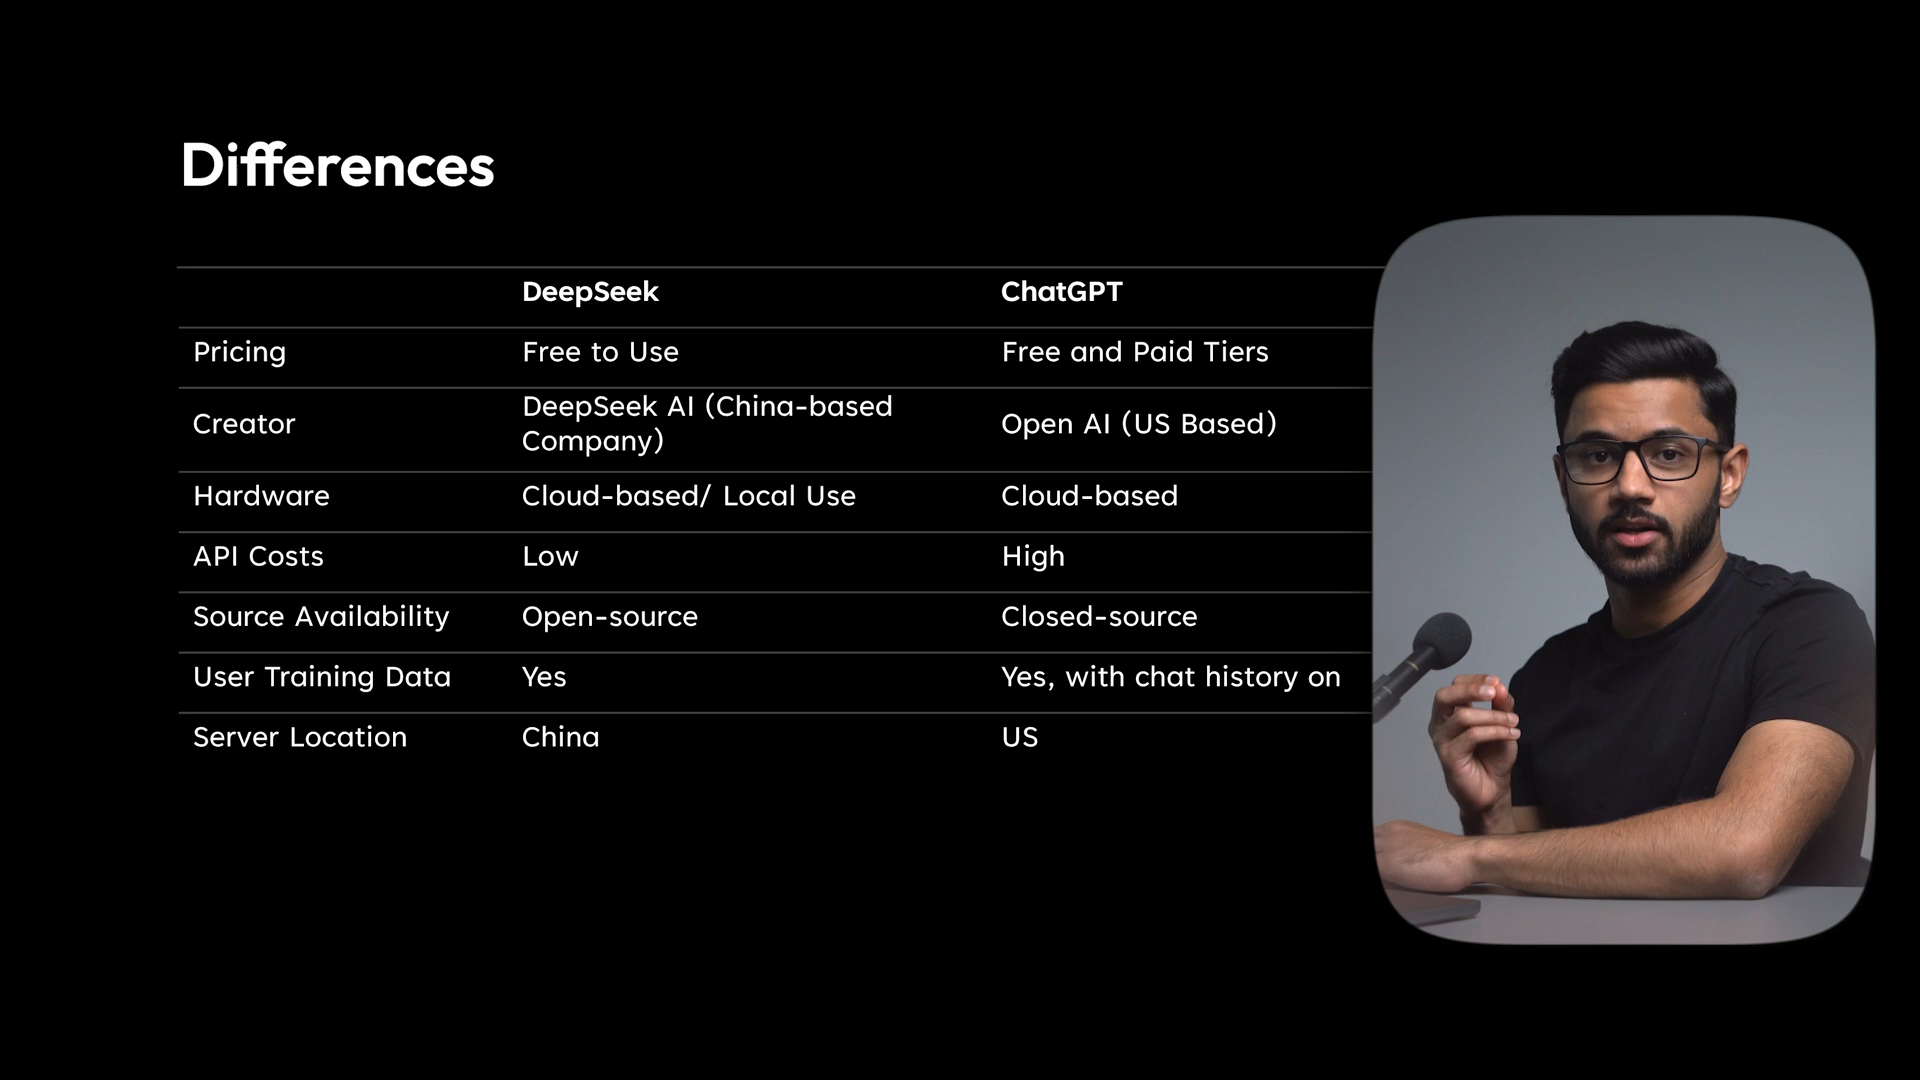 Differences
DeepSeek ChatGPT
Pricing Free to Use Free and Paid Tiers
Creator DeepSeek AI (China-based
Company) Open AI (US Based)
Hardware Cloud-based/ Local Use Cloud-based
API Costs Low High
Source Availability Open-source Closed-source
User Training Data Yes Yes, with chat history on
Server Location China US